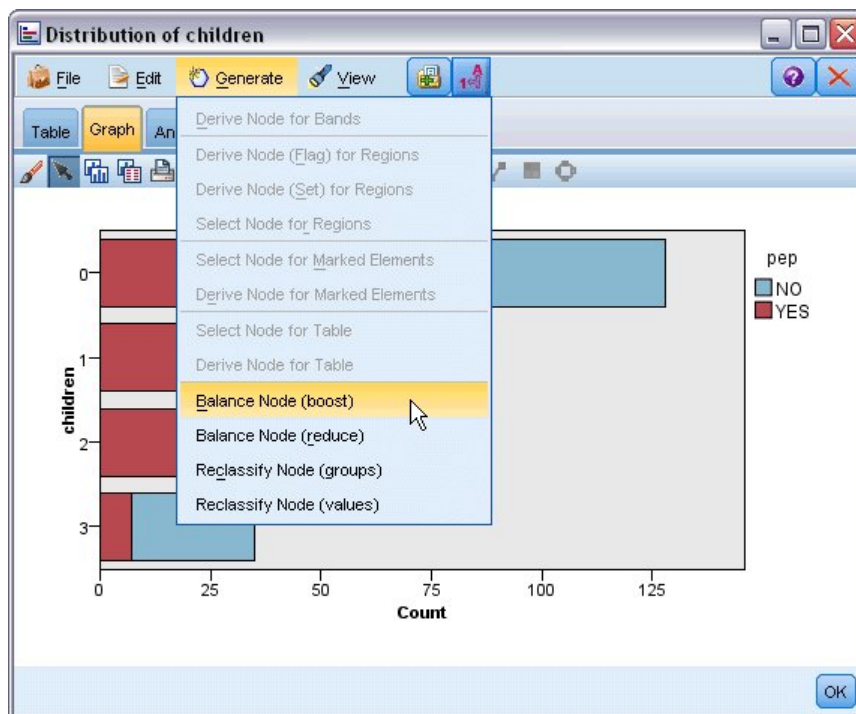 Distribution of children
File Edit Generate View
Table Graph An
Derive Node for Bands
Derive Node (Flag) for Regions
Derive Node (Set) for Regions
Select Node for Regions
Select Node for Marked Elements
Derive Node for Marked Elements
Select Node for Table
Derive Node for Table
Balance Node (boost)
Balance Node (reduce)
Reclassify Node (groups)
Reclassify Node (values)
children
0
1
2
3
0 25 50 75 100 125
Count
pep
NO
YES
OK